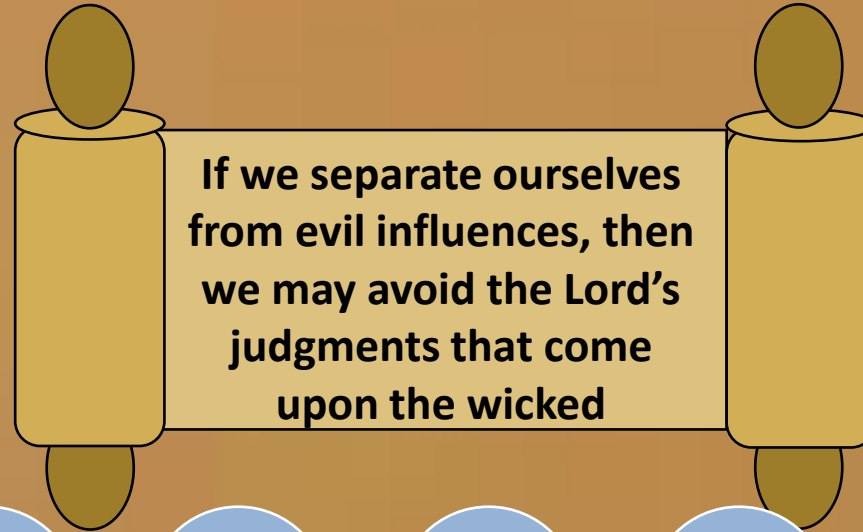 If we separate ourselves
from evil influences, then
we may avoid the Lord’s
judgments that come
upon the wicked